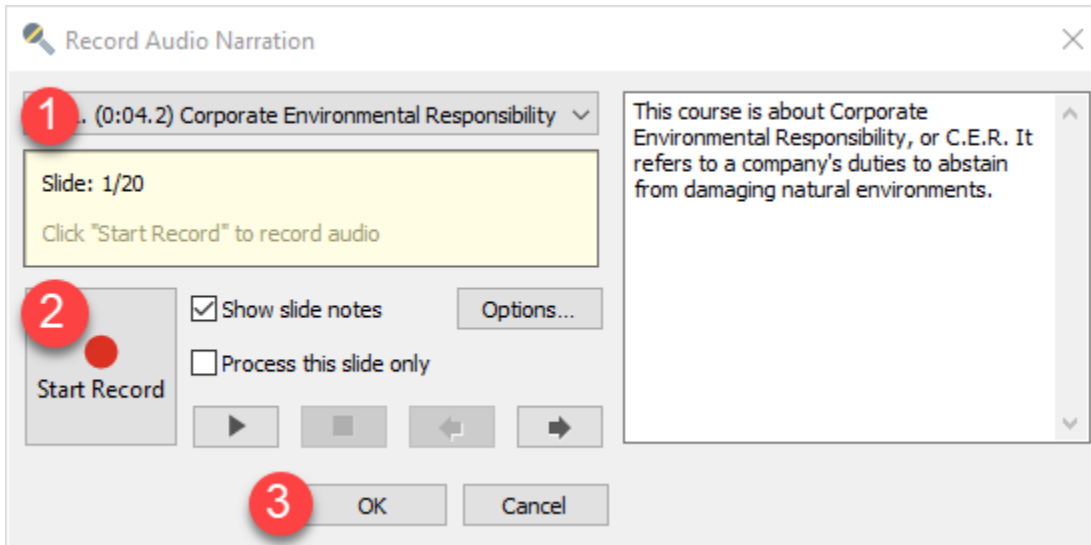 Record Audio Narration
1
. (0:04.2) Corporate Environmental Responsibility
Slide: 1/20
Click "Start Record" to record audio
2
Start Record
Show slide notes
Options...
Process this slide only
3
OK
Cancel
This course is about Corporate
Environmental Responsibility, or C.E.R. It
refers to a company's duties to abstain
from damaging natural environments.